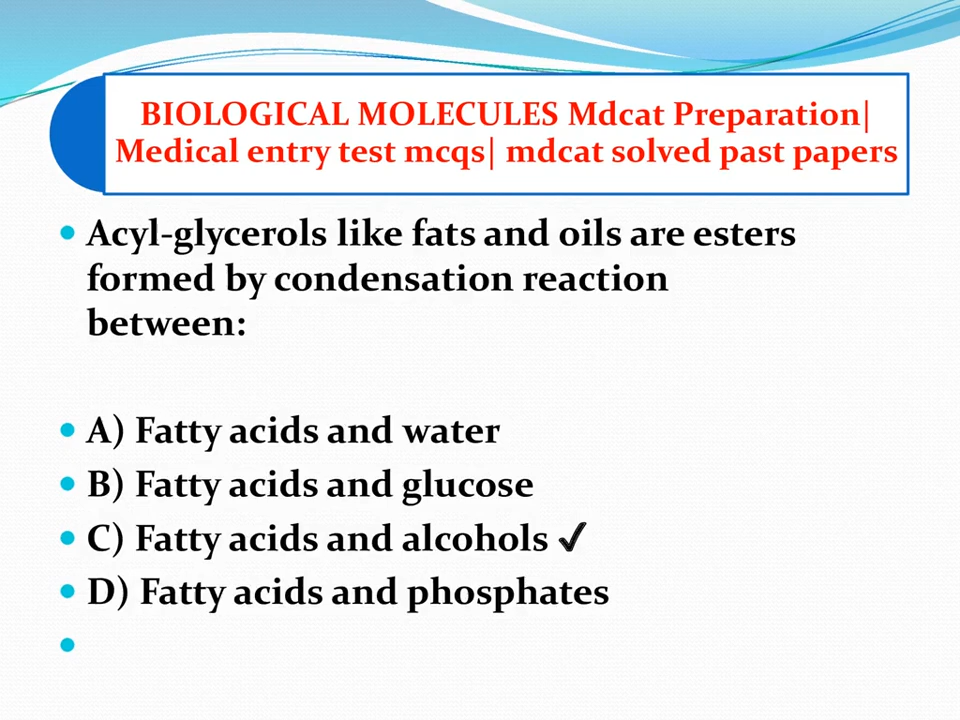 BIOLOGICAL MOLECULES Mdcat Preparation|
Medical entry test mcqs| mdcat solved past papers
• Acyl-glycerols like fats and oils are esters
formed by condensation reaction
between:
• A) Fatty acids and water
• B) Fatty acids and glucose
• C) Fatty acids and alcohols ✓
• D) Fatty acids and phosphates
•